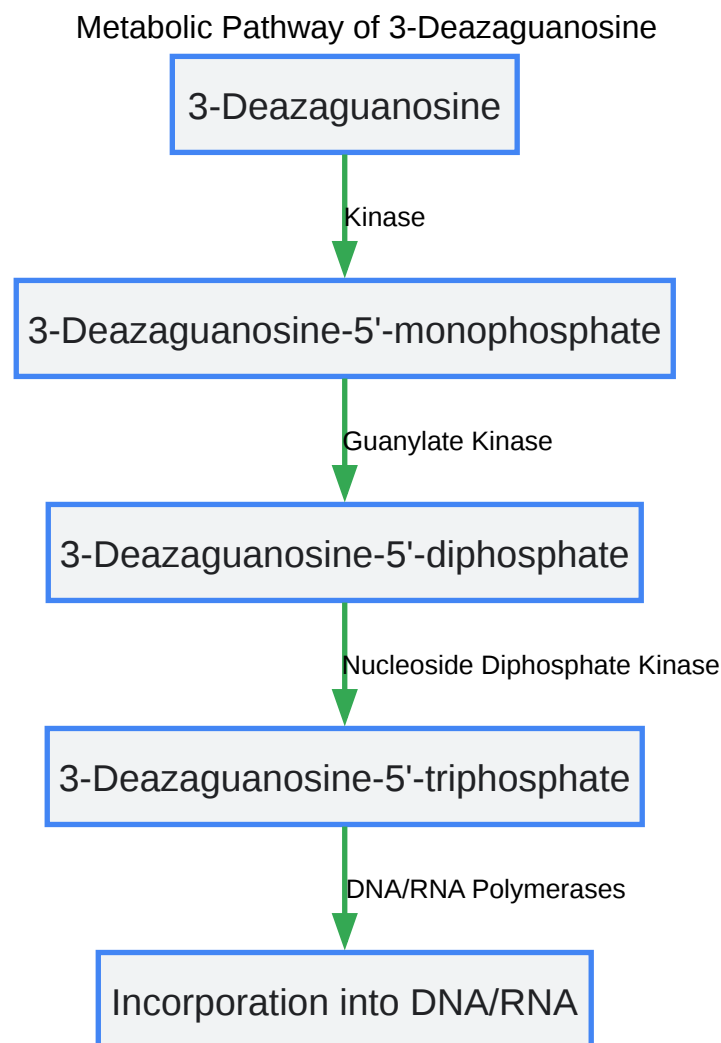 Metabolic Pathway of 3-Deazaguanosine
3-Deazaguanosine
Kinase
3-Deazaguanosine-5'-monophosphate
Guanylate Kinase
3-Deazaguanosine-5'-diphosphate
Nucleoside Diphosphate Kinase
3-Deazaguanosine-5'-triphosphate
DNA/RNA Polymerases
Incorporation into DNA/RNA